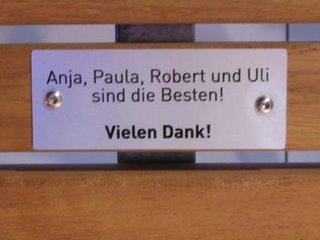 Anja, Paula, Robert und Uli
sind die Besten!
Vielen Dank!